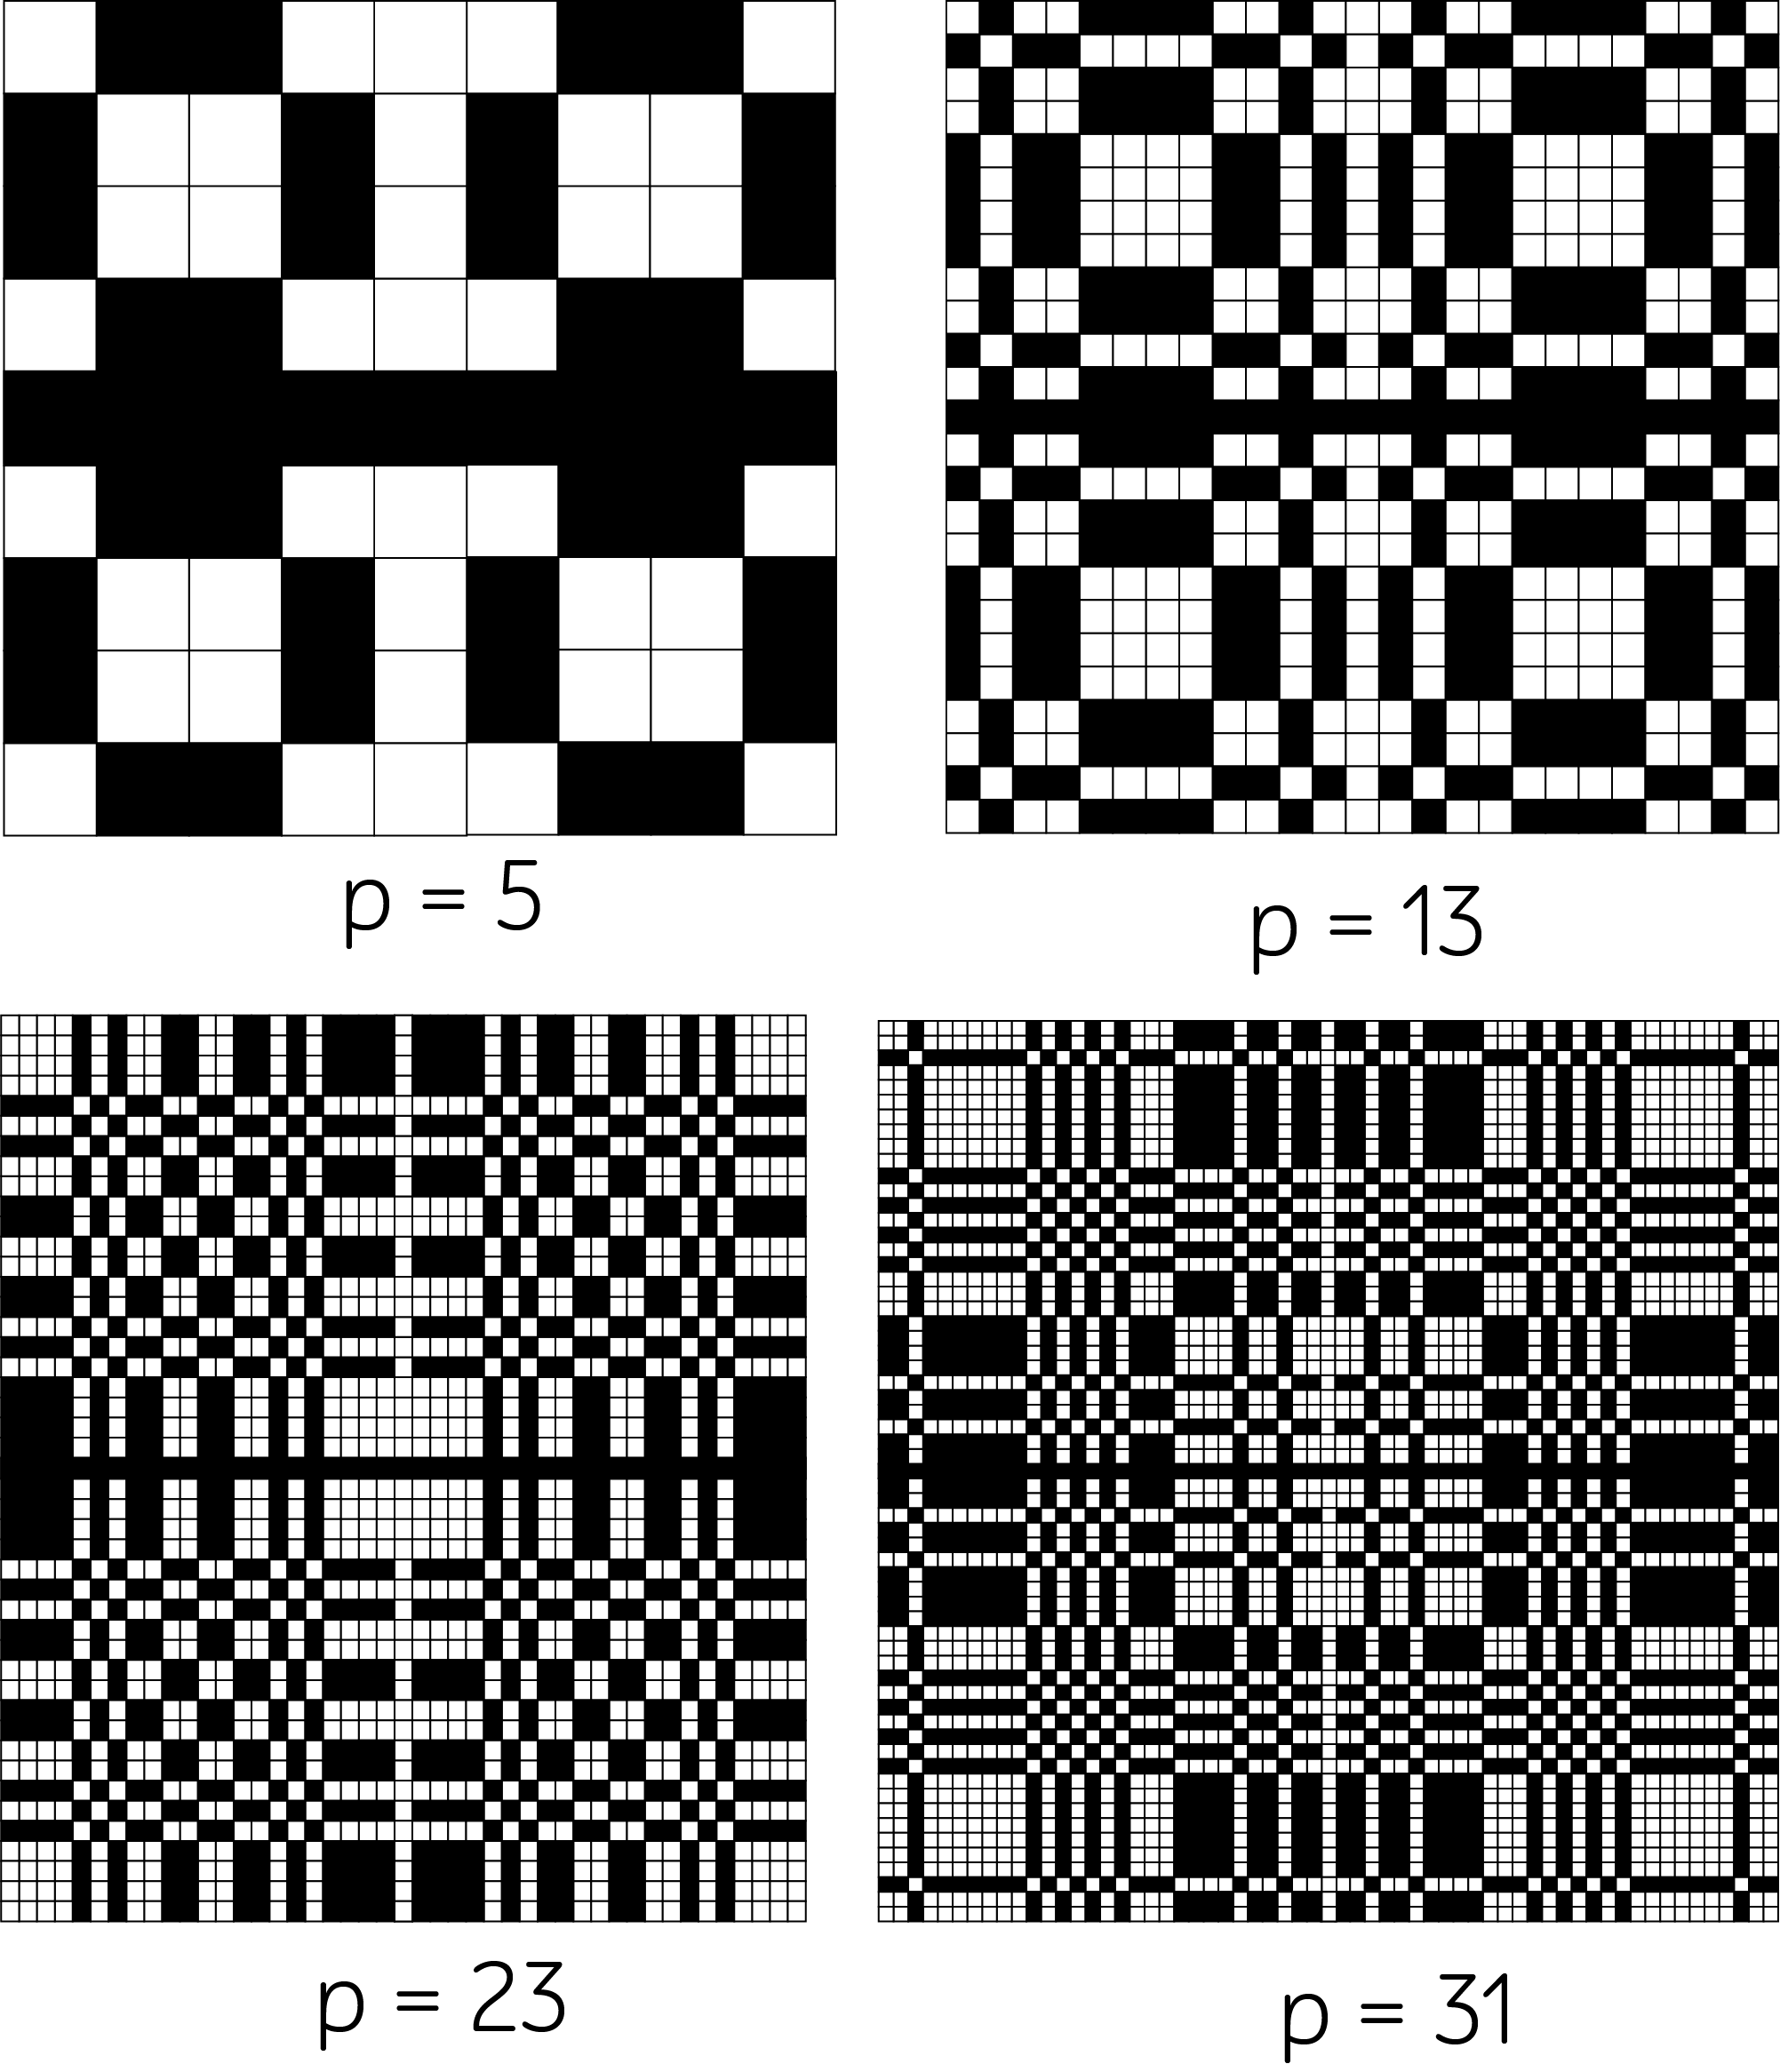 p = 5
p = 13
p = 23
p = 31